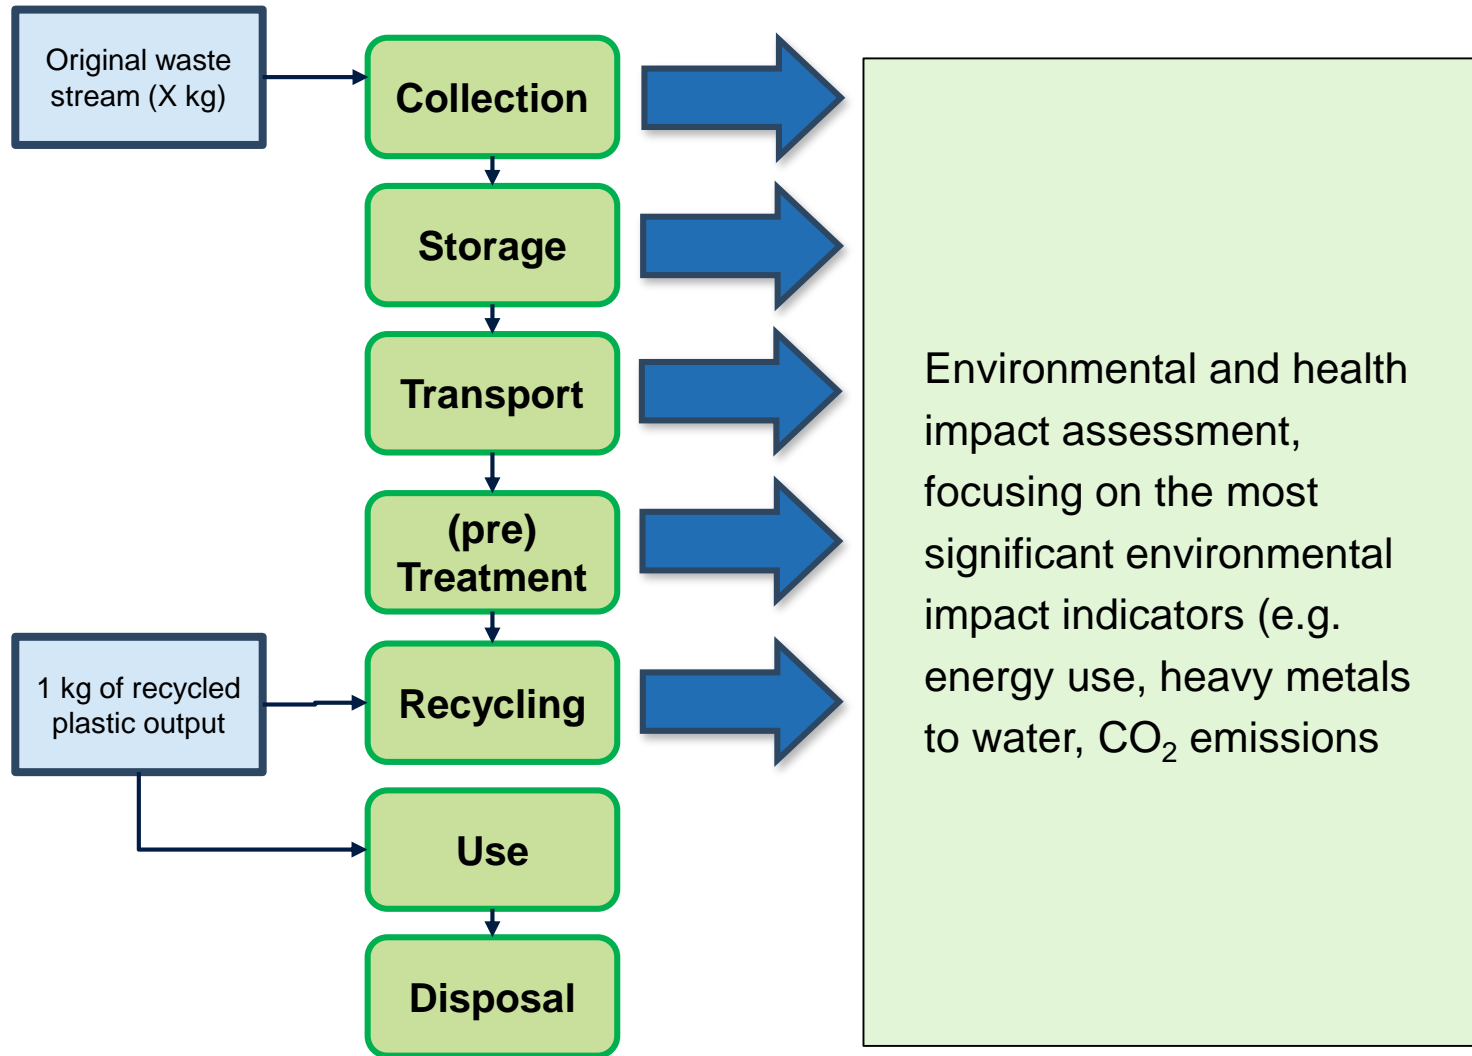 Original waste
stream (X kg)
Collection
Storage
Transport
(pre)
Treatment
1 kg of recycled
plastic output
Recycling
Use
Disposal
Environmental and health
impact assessment,
focusing on the most
significant environmental
impact indicators (e.g.
energy use, heavy metals
to water, CO₂ emissions